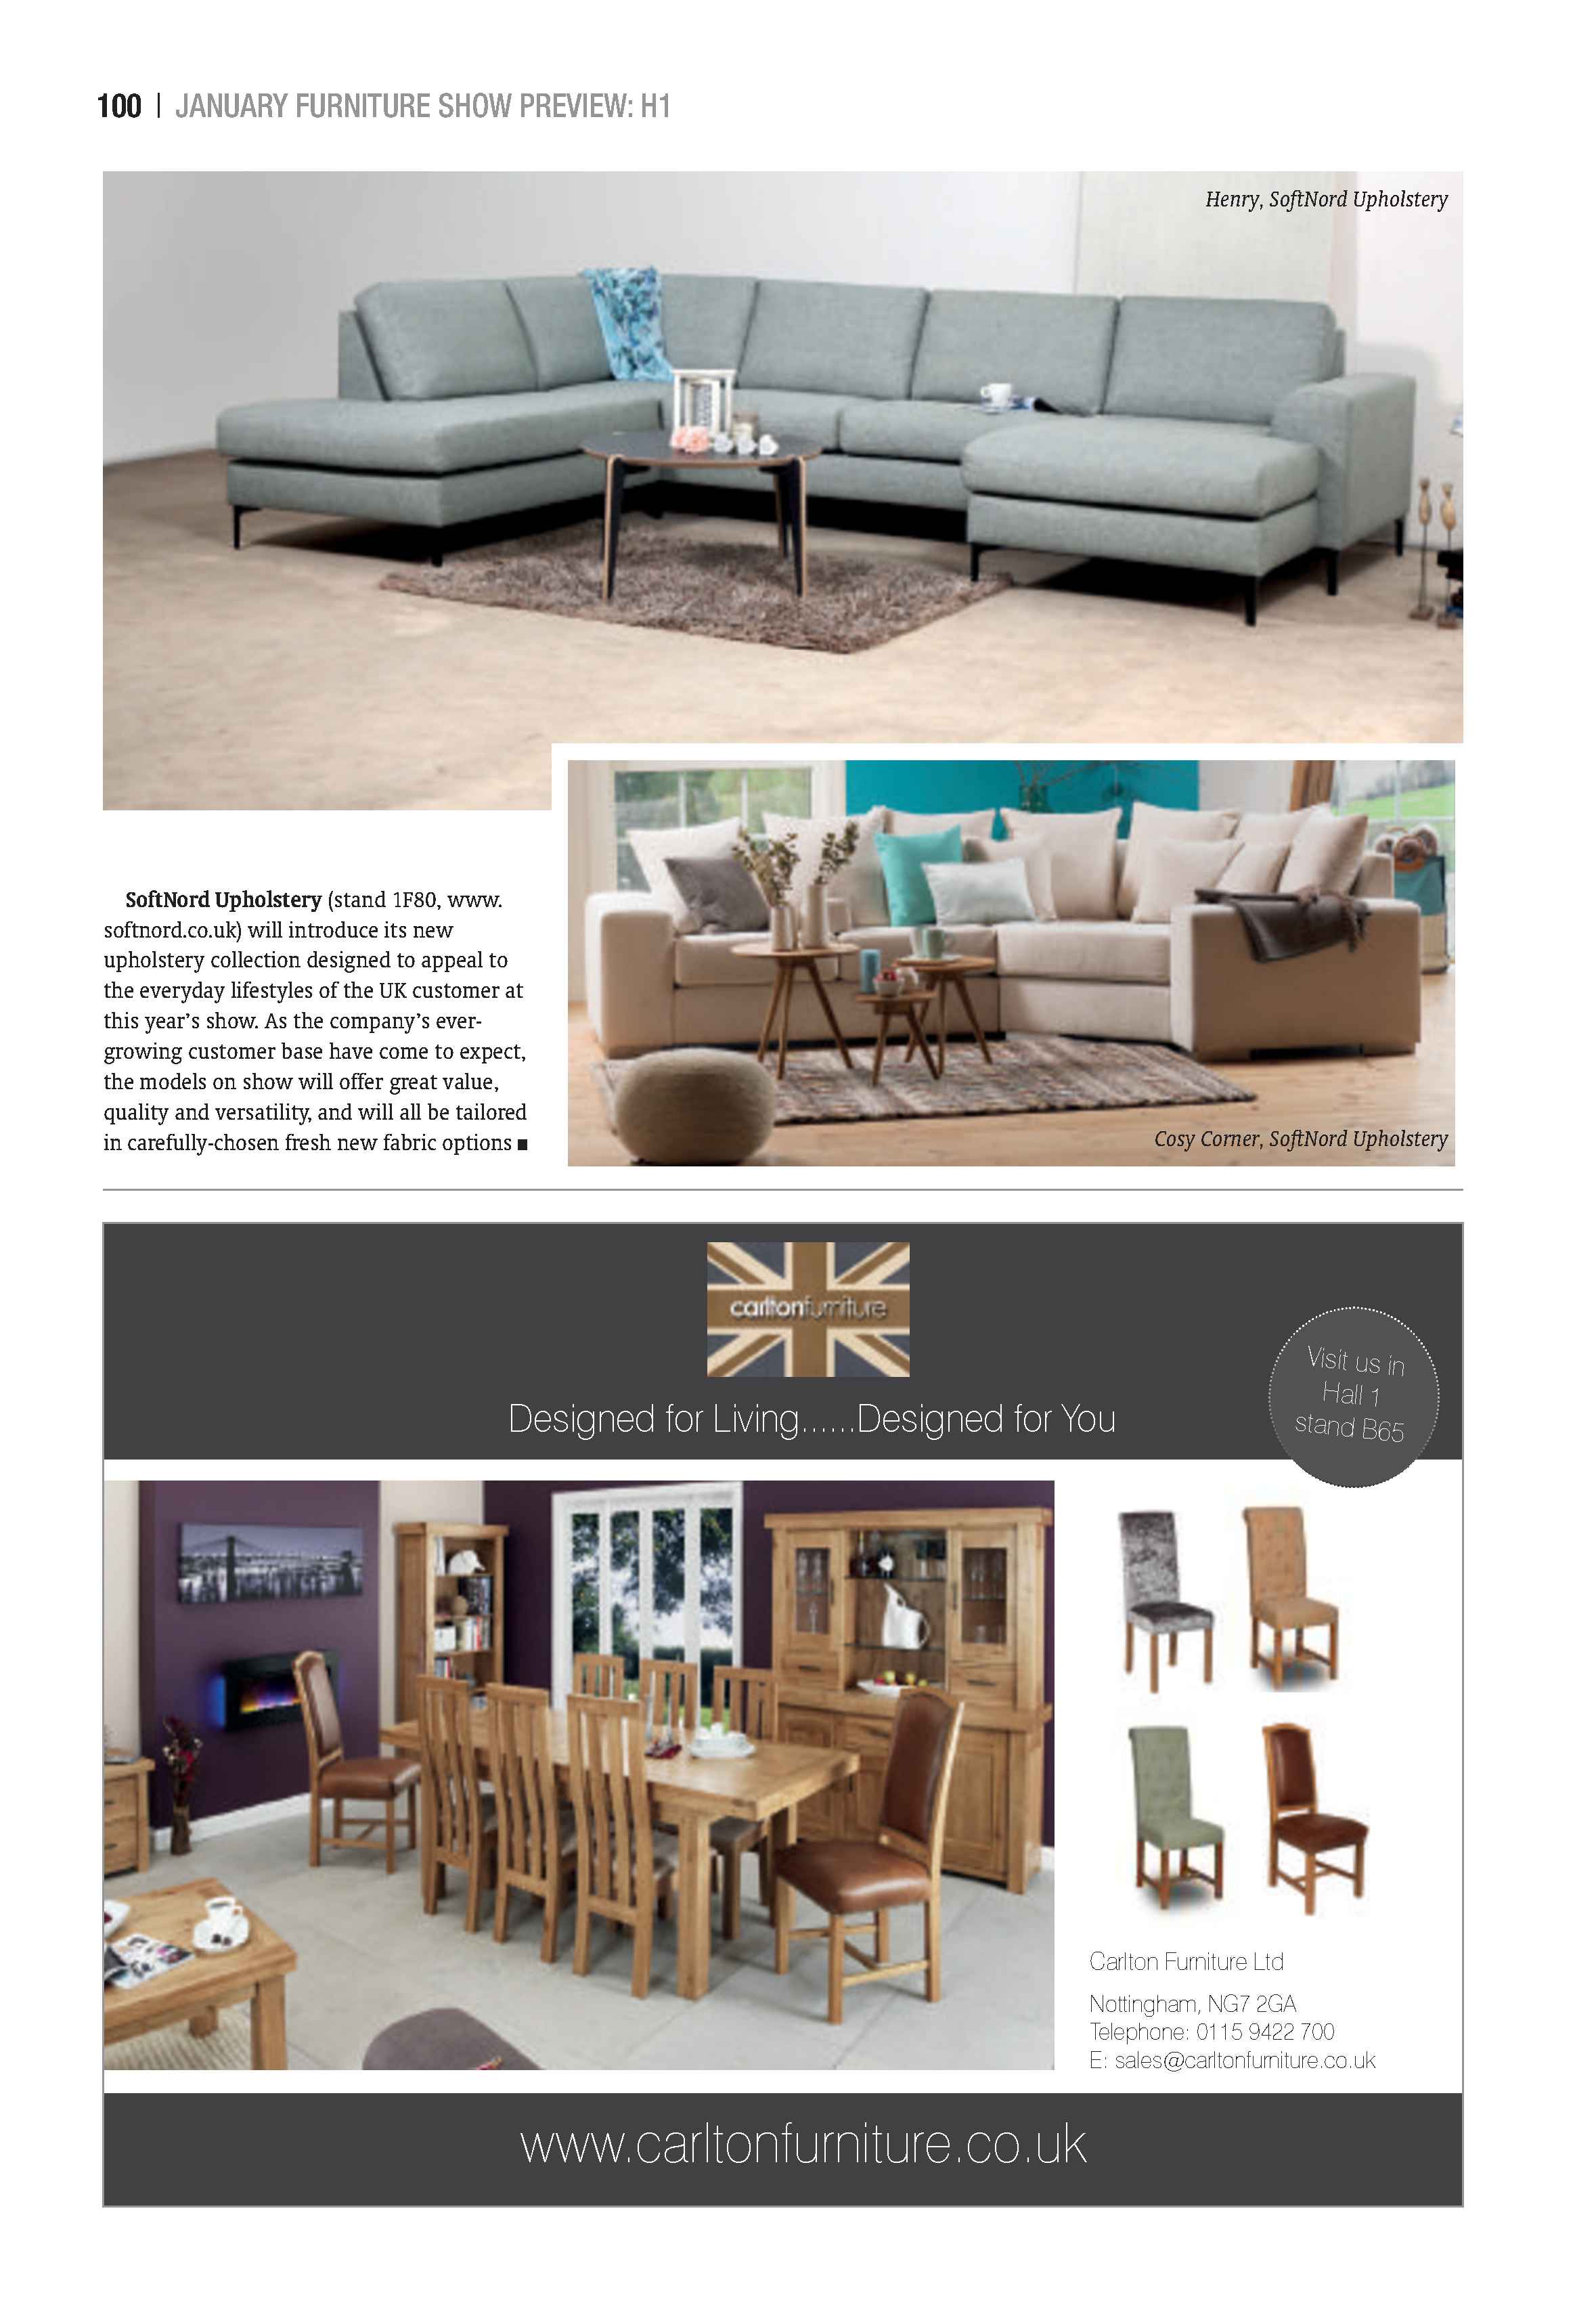 100 | JANUARY FURNITURE SHOW PREVIEW: H1
Henry, SoftNord Upholstery
SoftNord Upholstery (stand 1F80, www.
softnord.co.uk) will introduce its new
upholstery collection designed to appeal to
the everyday lifestyles of the UK customer at
this year's show. As the company's ever-
growing customer base have come to expect,
the models on show will offer great value,
quality and versatility, and will all be tailored
in carefully-chosen fresh new fabric options ■
Cosy Corner, SoftNord Upholstery
carltonfurniture
Designed for Living......Designed for You
Visit us in
Hall 1
stand B65
Carlton Furniture Ltd
Nottingham, NG7 2GA
Telephone: 0115 9422 700
E: sales@carltonfurniture.co.uk
www.carltonfurniture.co.uk